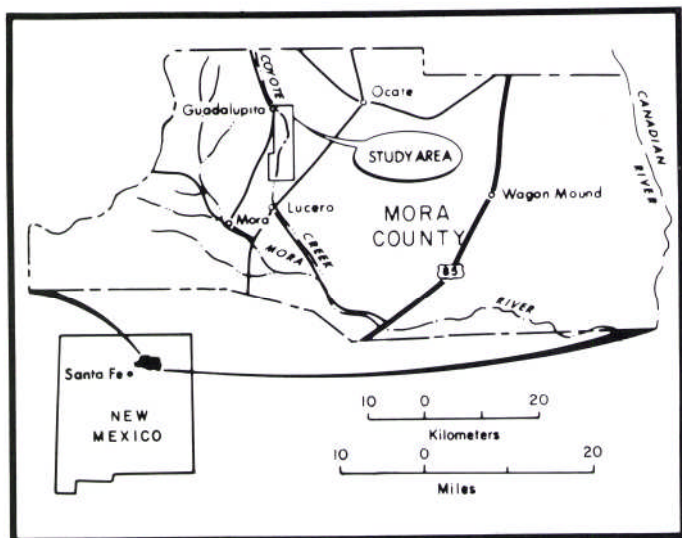 COYOTE
Ocate
Guadalupita
CANADIAN
RIVER
STUDY AREA
Wagon Mound
Lucero
Mora
MORA
COUNTY
CREEK
MORA
85
RIVER
Santa Fe
NEW
MEXICO
10 0 20
Kilometers
10 0 20
Miles